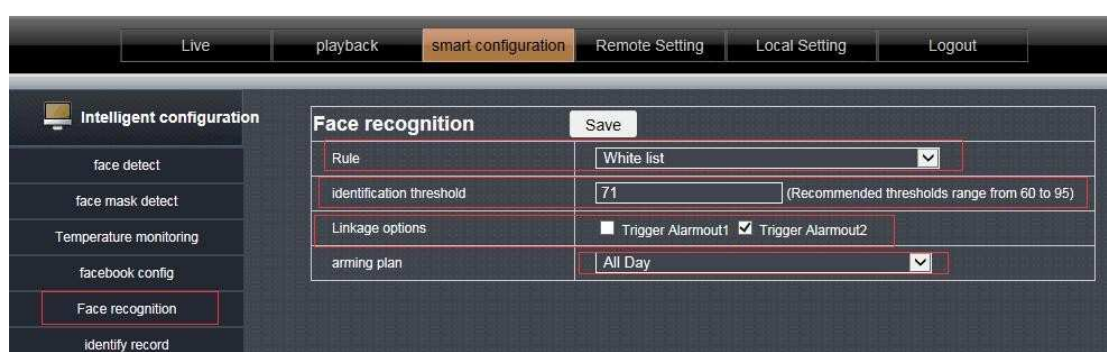 Live playback smart configuration Remote Setting Local Setting Logout
Intelligent configuration
face detect
face mask detect
Temperature monitoring
facebook config
Face recognition
identify record
Face recognition Save
Rule White list
identification threshold 71 (Recommended thresholds range from 60 to 95)
Linkage options Trigger Alarmout1 Trigger Alarmout2
arming plan All Day